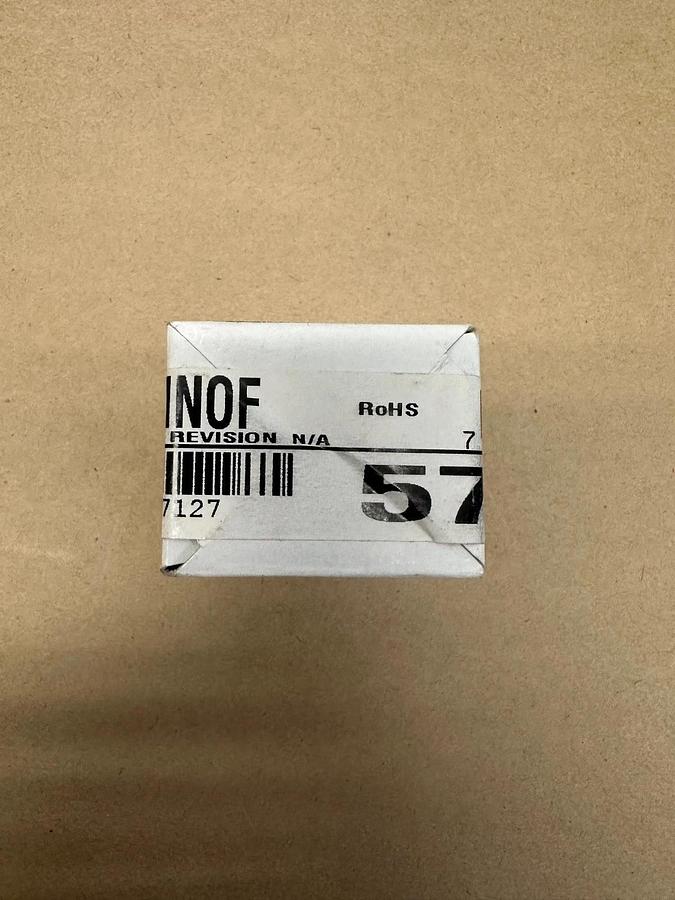 INOF
RoHS
REVISION N/A
7
57
7127